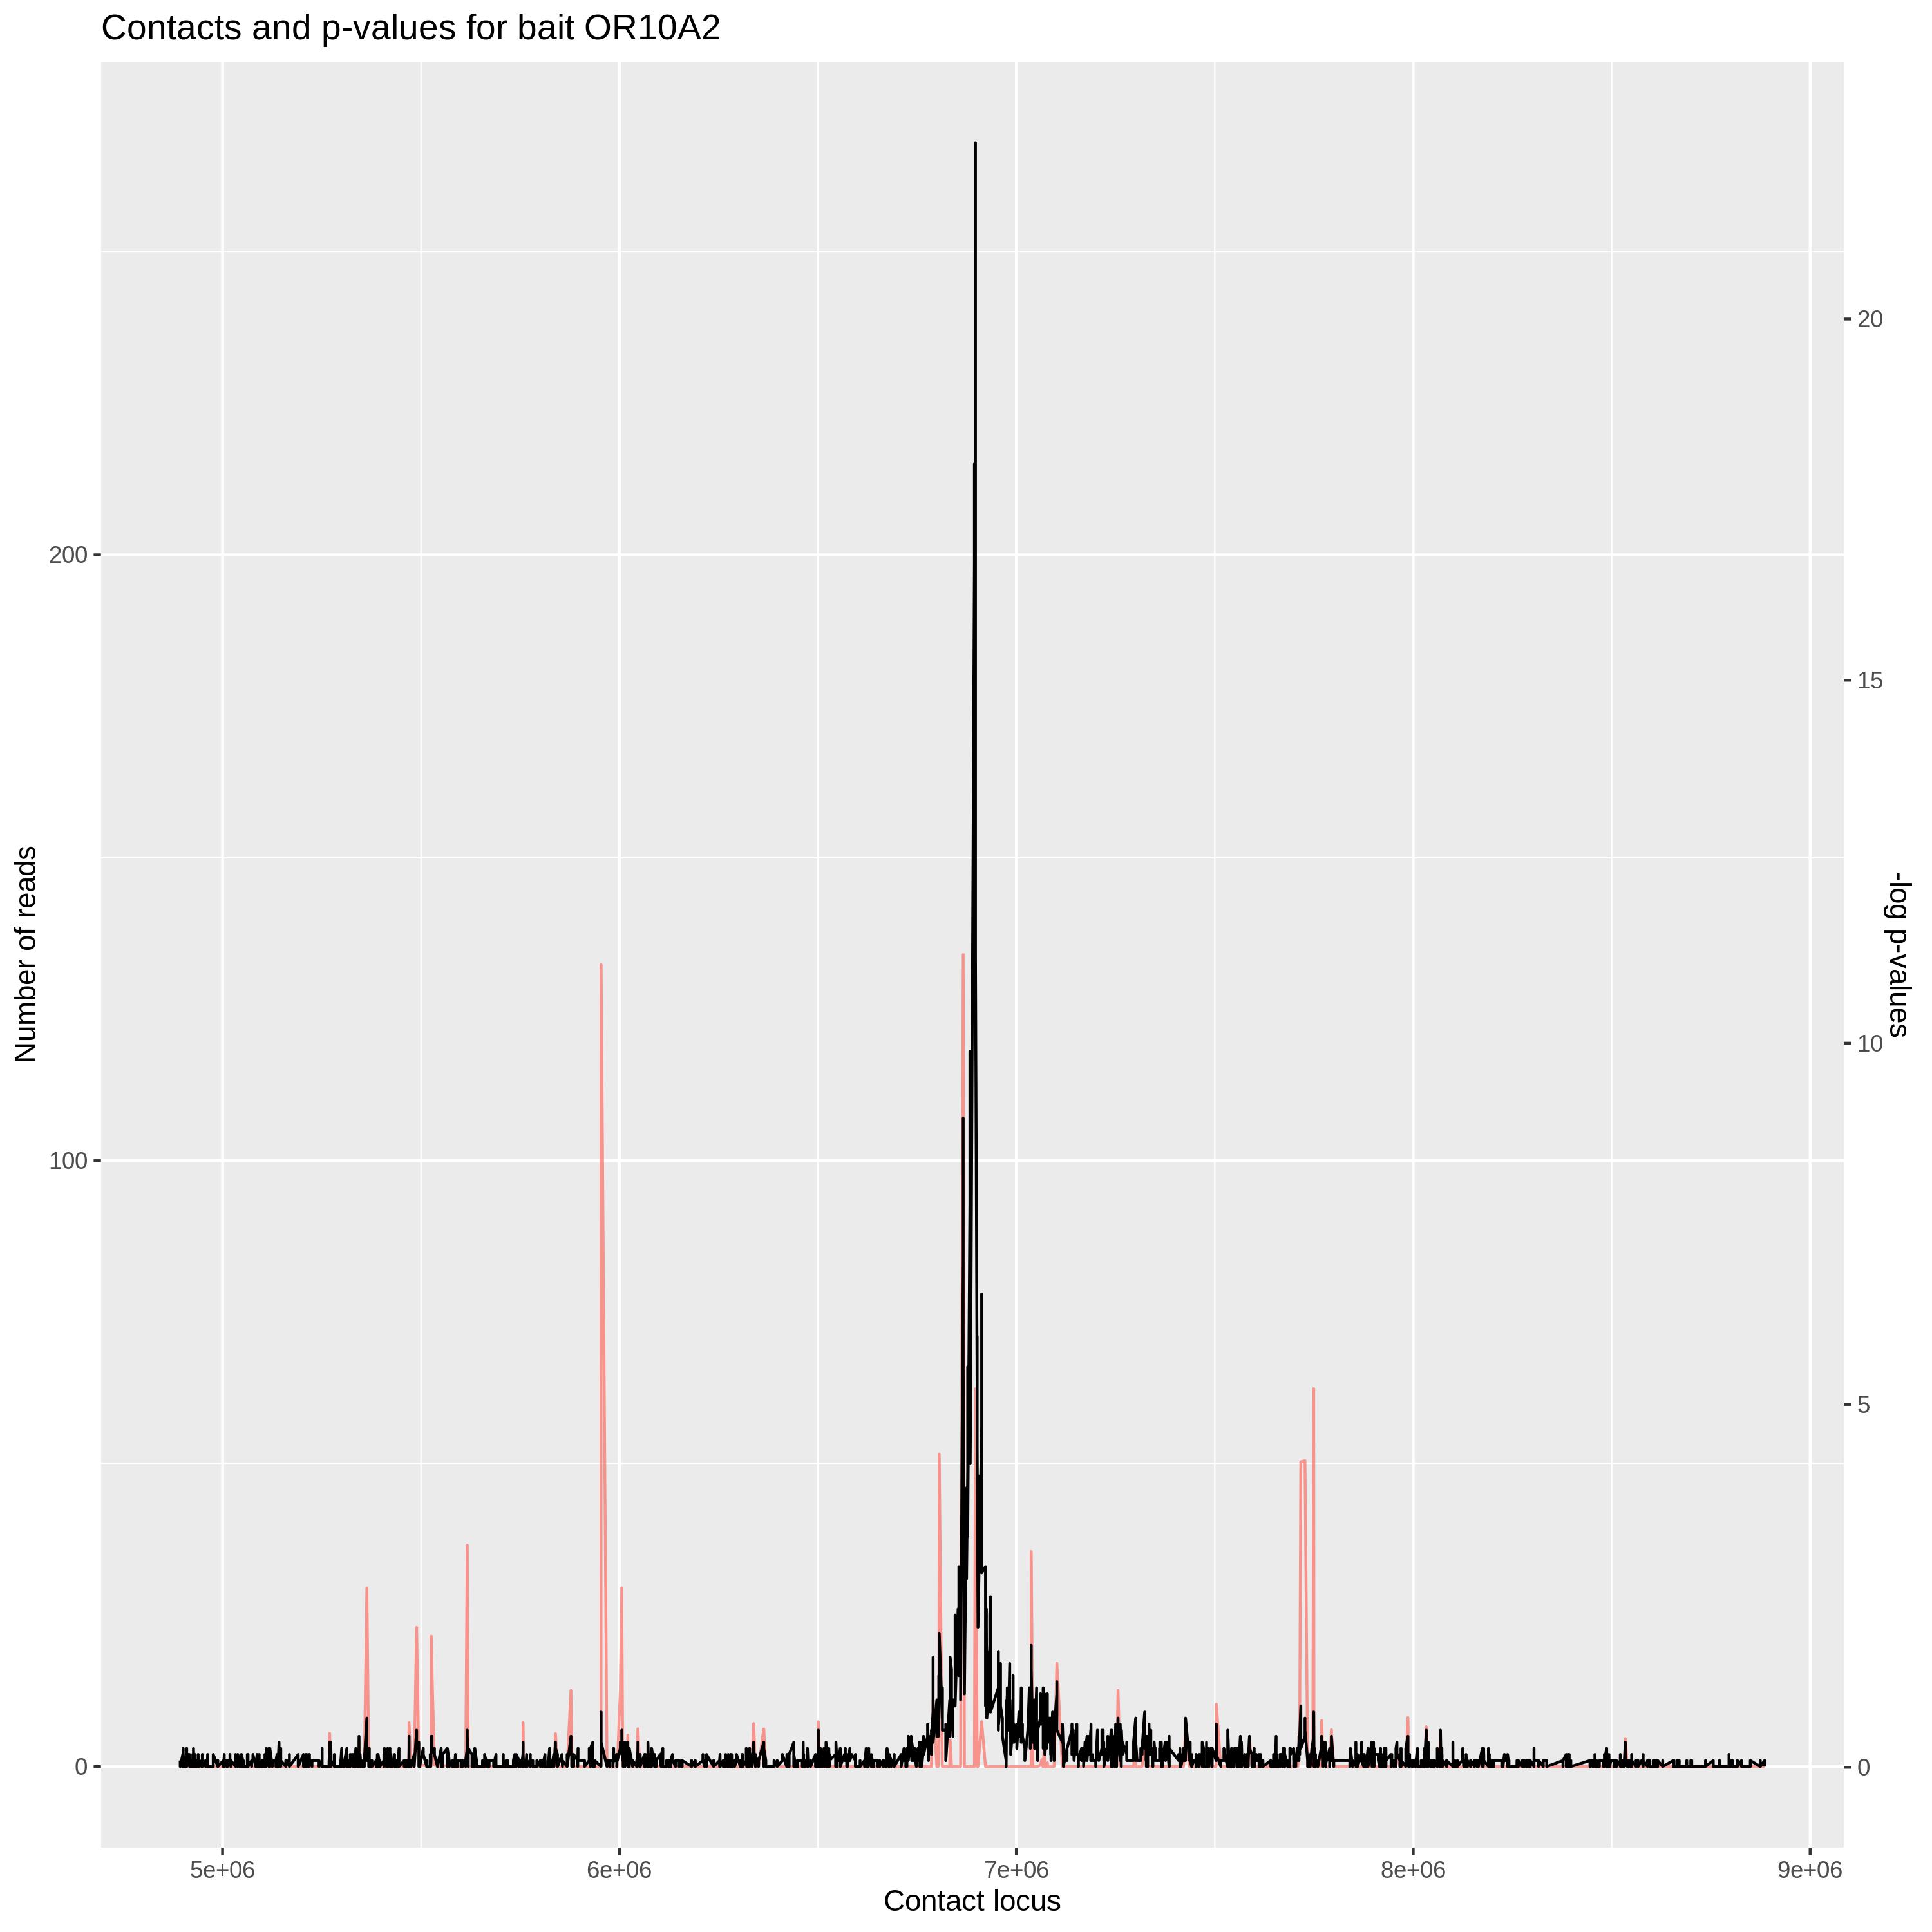 Contacts and p-values for bait OR10A2
Number of reads
200
100
0
20
15
10
5
0
-log p-values
5e+06
6e+06
7e+06
8e+06
9e+06
Contact locus